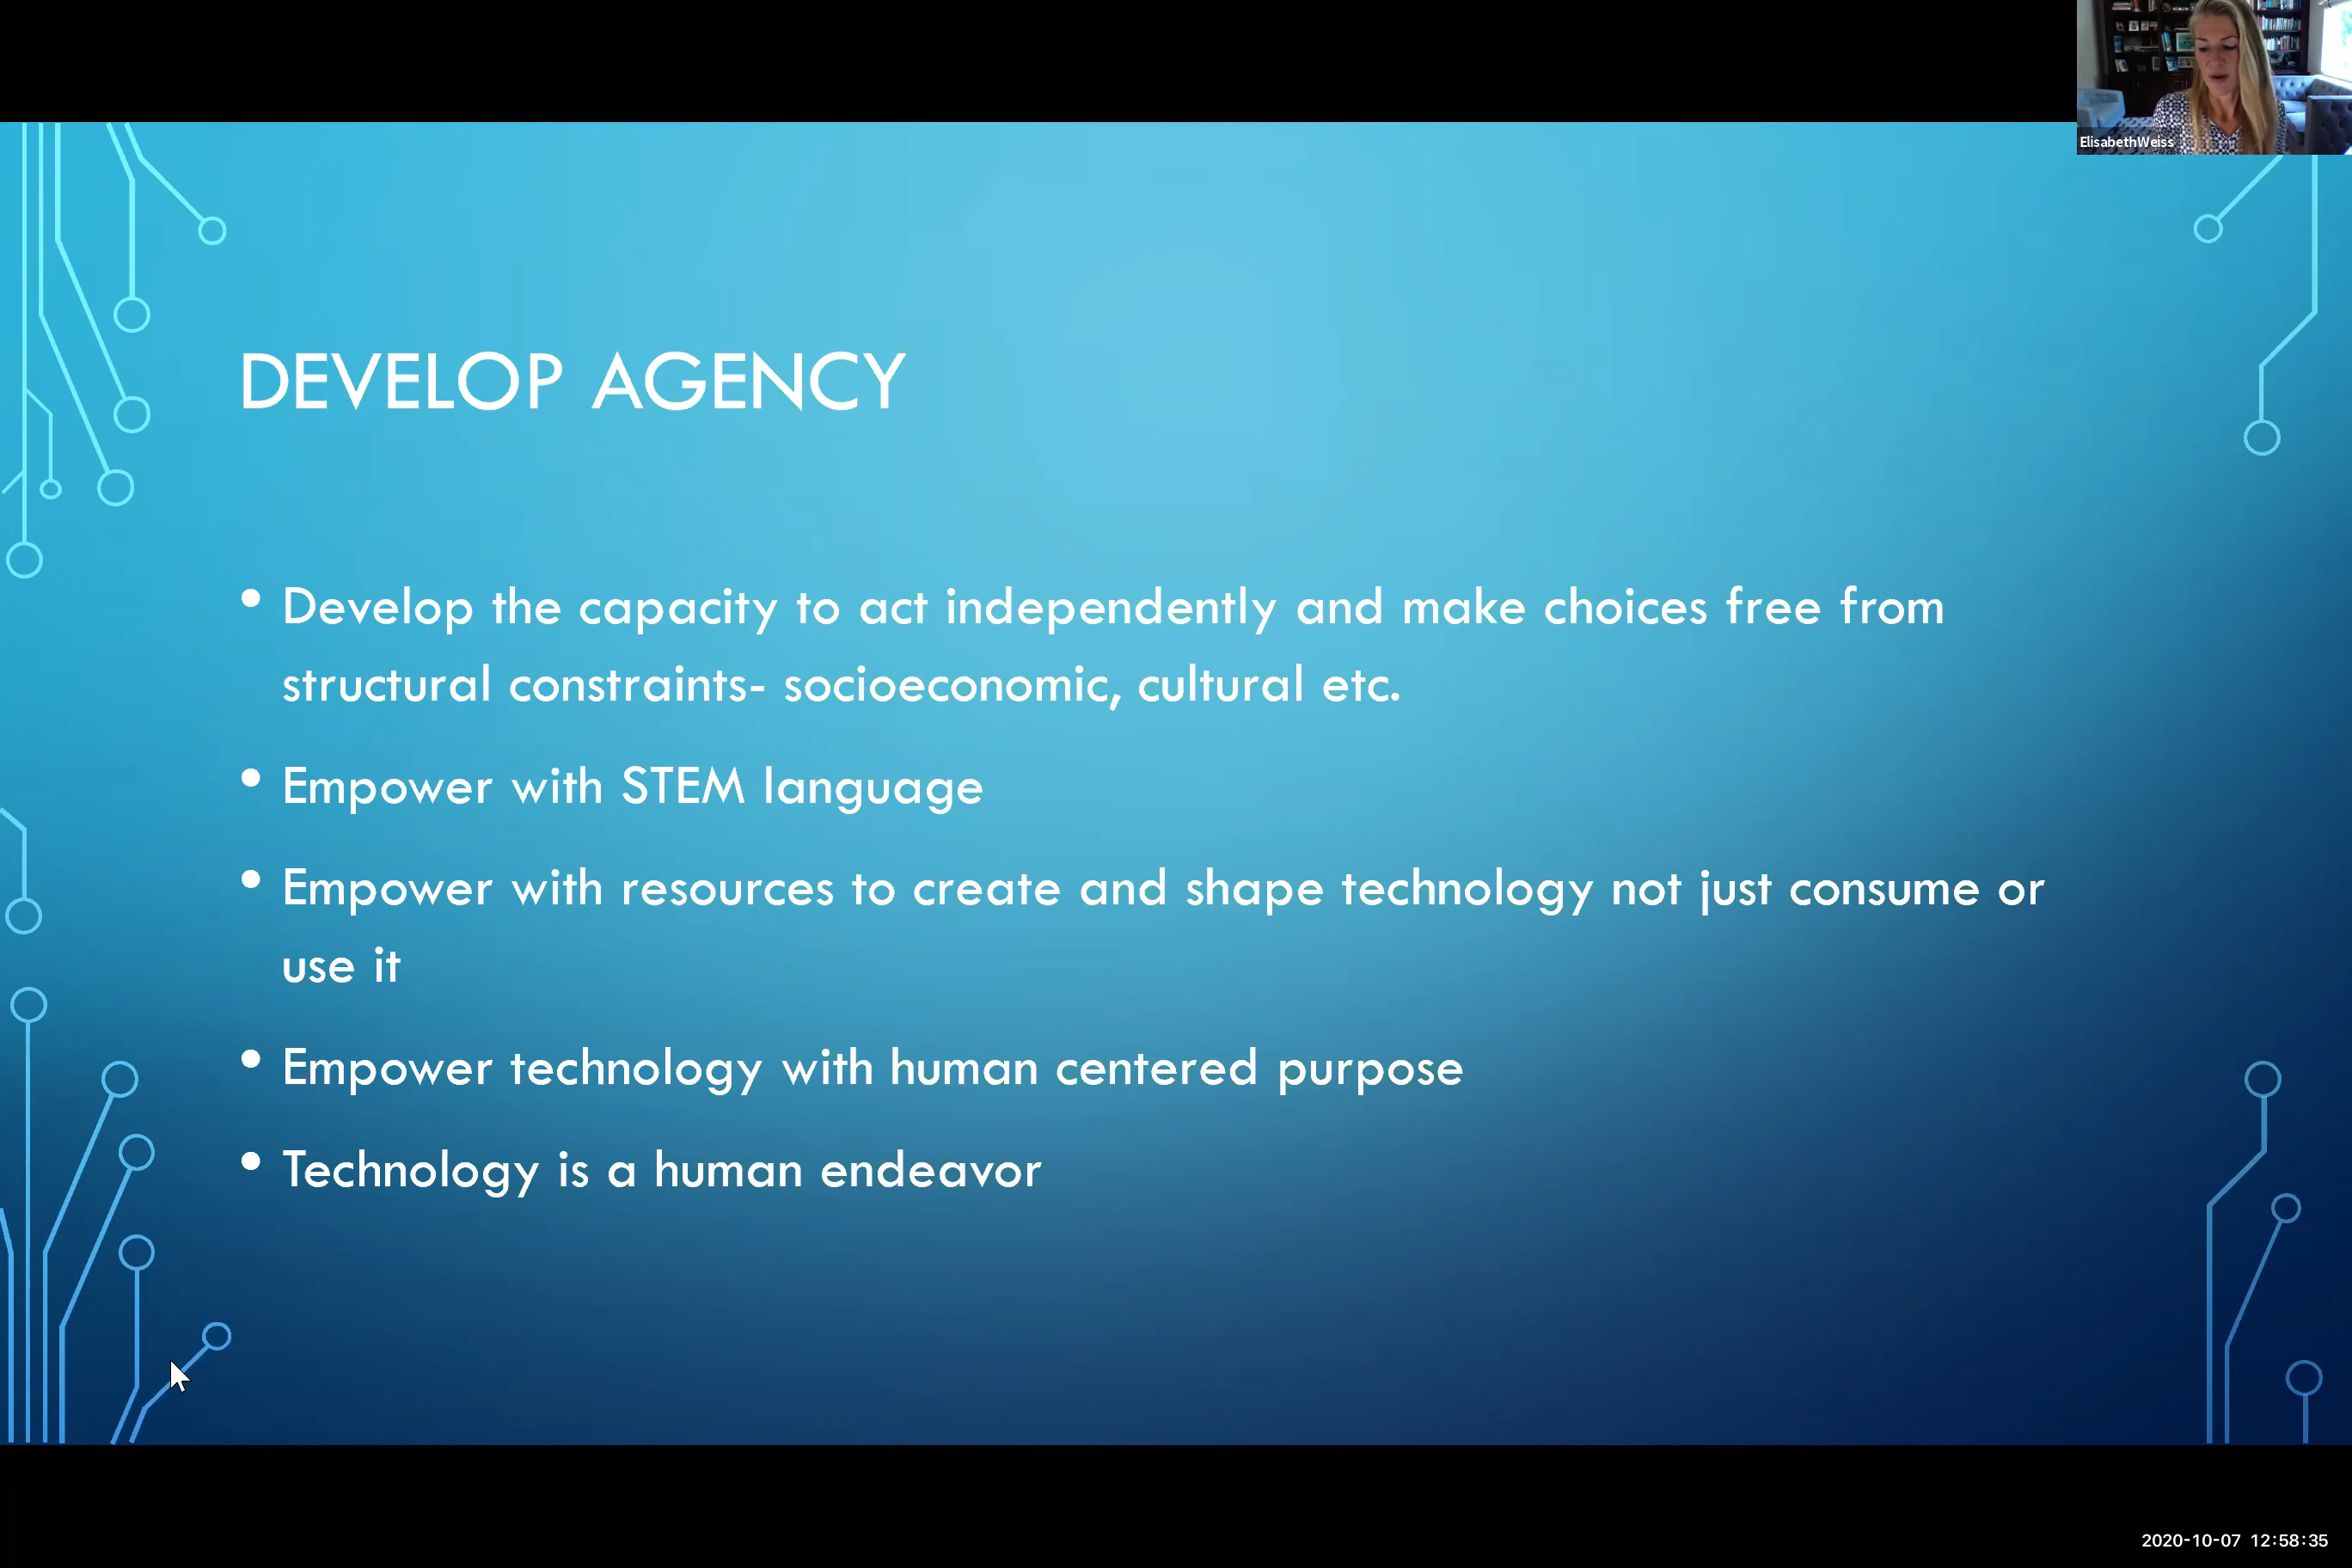 ElisabethWeiss
DEVELOP AGENCY
• Develop the capacity to act independently and make choices free from
structural constraints- socioeconomic, cultural etc.
• Empower with STEM language
• Empower with resources to create and shape technology not just consume or
use it
• Empower technology with human centered purpose
• Technology is a human endeavor
2020-10-07 12:58:35